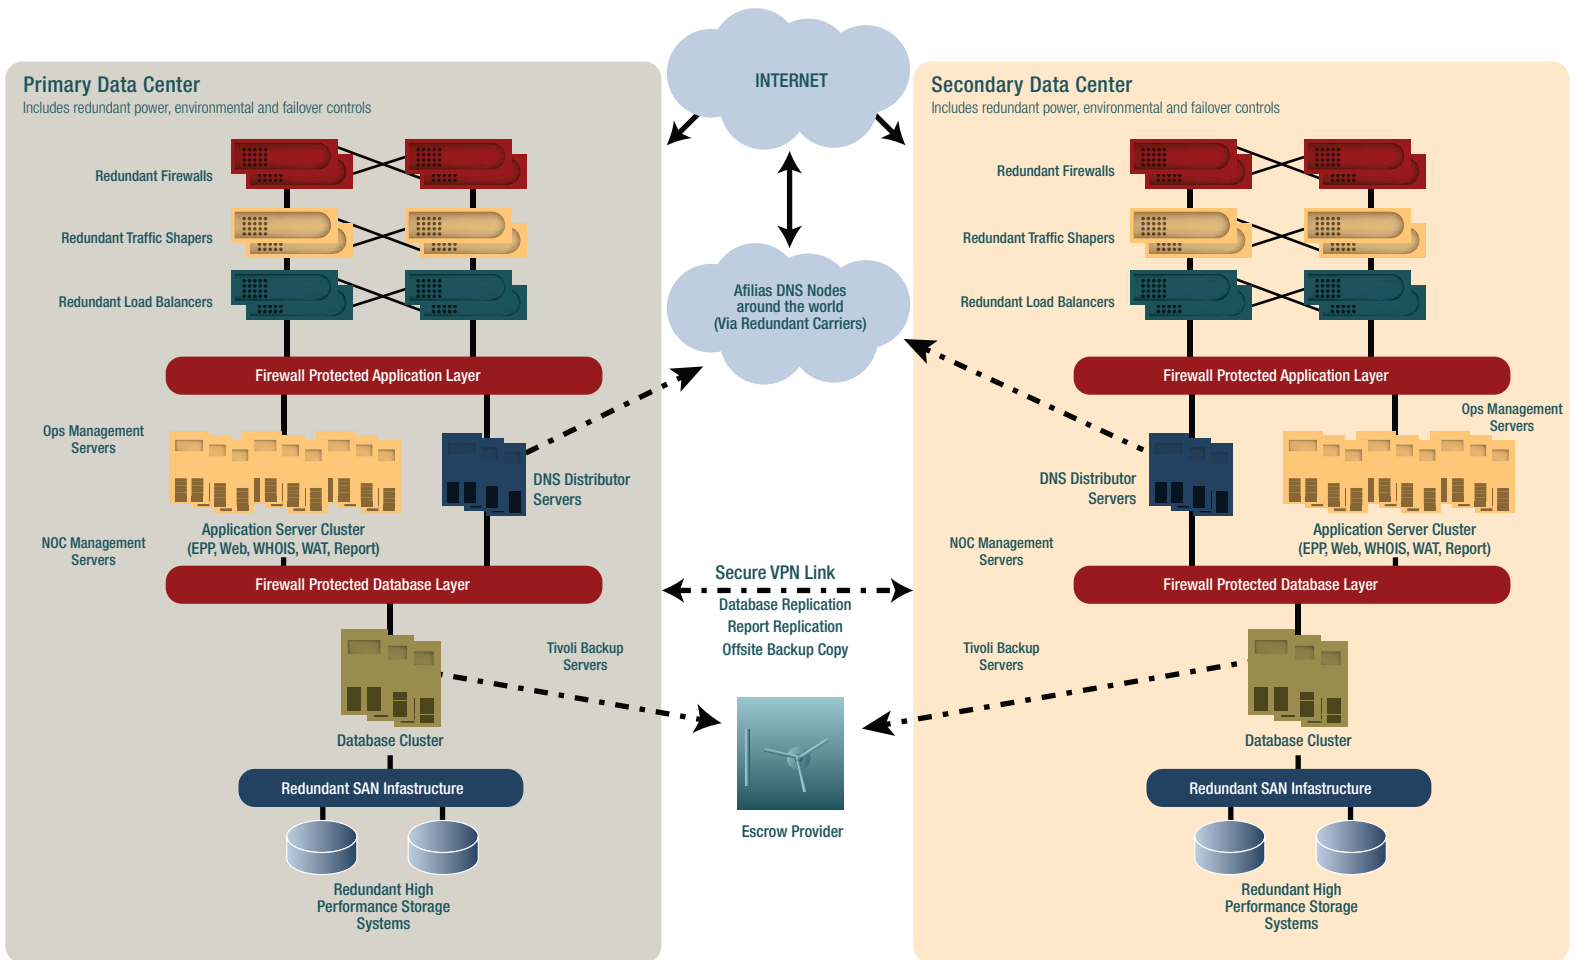 INTERNET
Primary Data Center
Includes redundant power, environmental and failover controls
Redundant Firewalls
Redundant Traffic Shapers
Redundant Load Balancers
Firewall Protected Application Layer
Ops Management
Servers
DNS Distributor
Servers
Application Server Cluster
(EPP, Web, WHOIS, WAT, Report)
NOC Management
Servers
Firewall Protected Database Layer
Tivoli Backup
Servers
Database Cluster
Redundant SAN Infastructure
Redundant High
Performance Storage
Systems
Afilias DNS Nodes
around the world
(Via Redundant Carriers)
Secure VPN Link
Database Replication
Report Replication
Offsite Backup Copy
Escrow Provider
Secondary Data Center
Includes redundant power, environmental and failover controls
Redundant Firewalls
Redundant Traffic Shapers
Redundant Load Balancers
Firewall Protected Application Layer
Ops Management
Servers
DNS Distributor
Servers
Application Server Cluster
(EPP, Web, WHOIS, WAT, Report)
NOC Management
Servers
Firewall Protected Database Layer
Tivoli Backup
Servers
Database Cluster
Redundant SAN Infastructure
Redundant High
Performance Storage
Systems